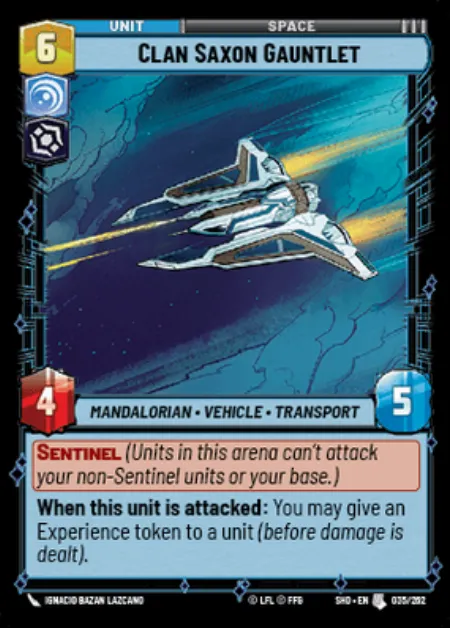 UNIT
SPACE
6
CLAN SAXON GAUNTLET
4
MANDALORIAN • VEHICLE • TRANSPORT
5
SENTINEL (Units in this arena can't attack
your non-Sentinel units or your base.)
When this unit is attacked: You may give an
Experience token to a unit (before damage is
dealt).
IGNACIO BAZAN LAZCANO
© LFL ℗ FFG
SHD • EN
035/262